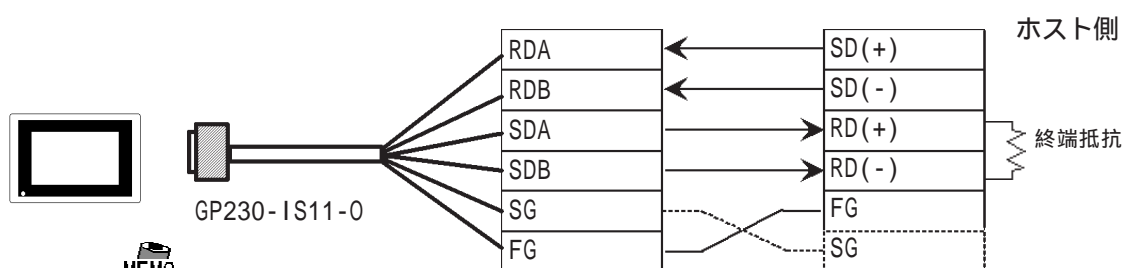 ホスト側
RDA
SD(+)
RDB
SD(-)
SDA
RD(+)
終端抵抗
SDB
RD(-)
GP230-IS11-O
SG
FG
FG
SG
MEMO